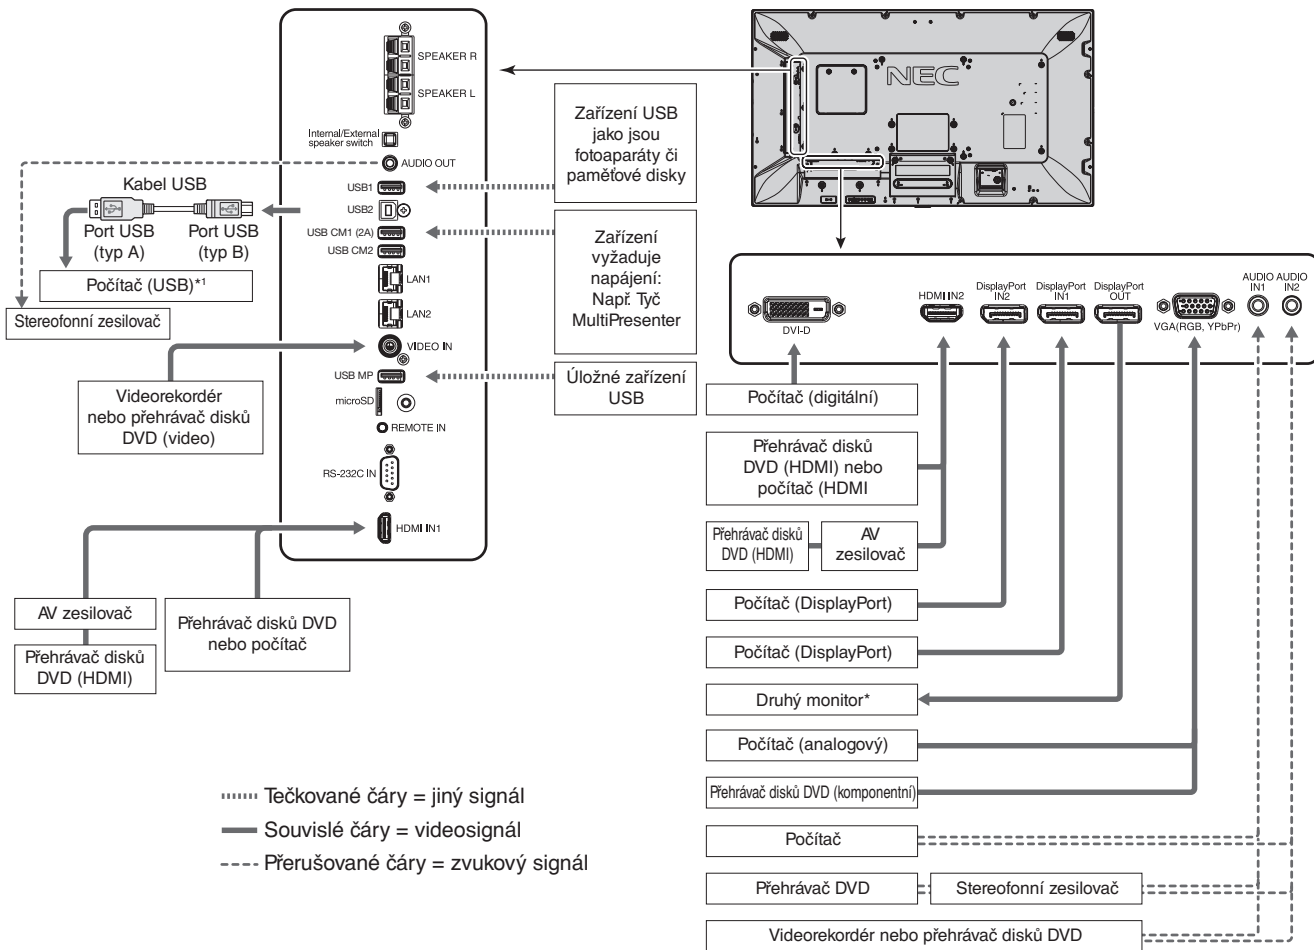 SPEAKER R
SPEAKER L
Internal/External
speaker switch
AUDIO OUT
USB1
USB2
USB CM1 (2A)
USB CM2
LAN1
LAN2
VIDEO IN
USB MP
microSD
REMOTE IN
RS-232C IN
HDMI IN1
Kabel USB
Port USB
(typ A)
Port USB
(typ B)
Počítač (USB)*1
Stereofonní zesilovač
Videorekordér
nebo přehrávač disků
DVD (video)
AV zesilovač
Přehrávač disků
DVD (HDMI)
Přehrávač disků DVD
nebo počítač
Zařízení USB
jako jsou
fotoaparáty či
paměťové disky
Zařízení
vyžaduje
napájení:
Např. Tyč
MultiPresenter
Úložné zařízení
USB
NEC
DVI-D
HDMI IN2
DisplayPort
IN2
DisplayPort
IN1
DisplayPort
OUT
VGA(RGB, YPbPr)
AUDIO
IN1
AUDIO
IN2
Počítač (digitální)
Přehrávač disků
DVD (HDMI) nebo
počítač (HDMI
Přehrávač disků
DVD (HDMI)
AV
zesilovač
Počítač (DisplayPort)
Počítač (DisplayPort)
Druhý monitor*
Počítač (analogový)
Přehrávač disků DVD (komponentní)
Počítač
Přehrávač DVD
Stereofonní zesilovač
Videorekordér nebo přehrávač disků DVD
Tečkované čáry = jiný signál
Souvislé čáry = videosignál
Přerušované čáry = zvukový signál